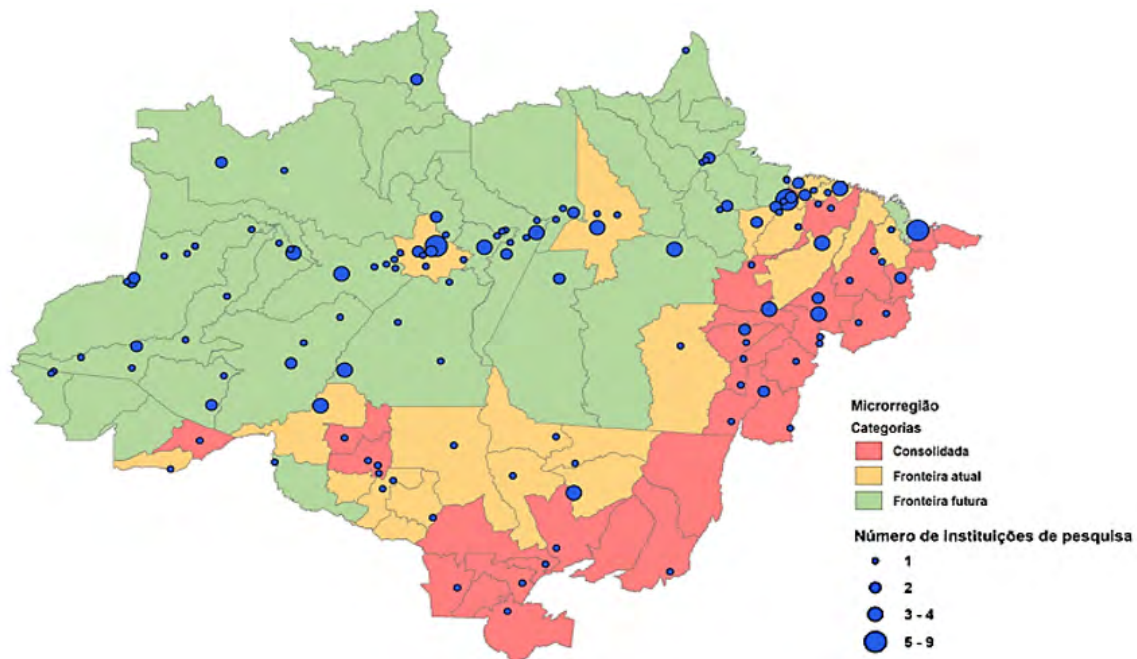 Microrregião
Categorias
Consolidada
Fronteira atual
Fronteira futura
Número de instituições de pesquisa
1
2
3 - 4
5 - 9